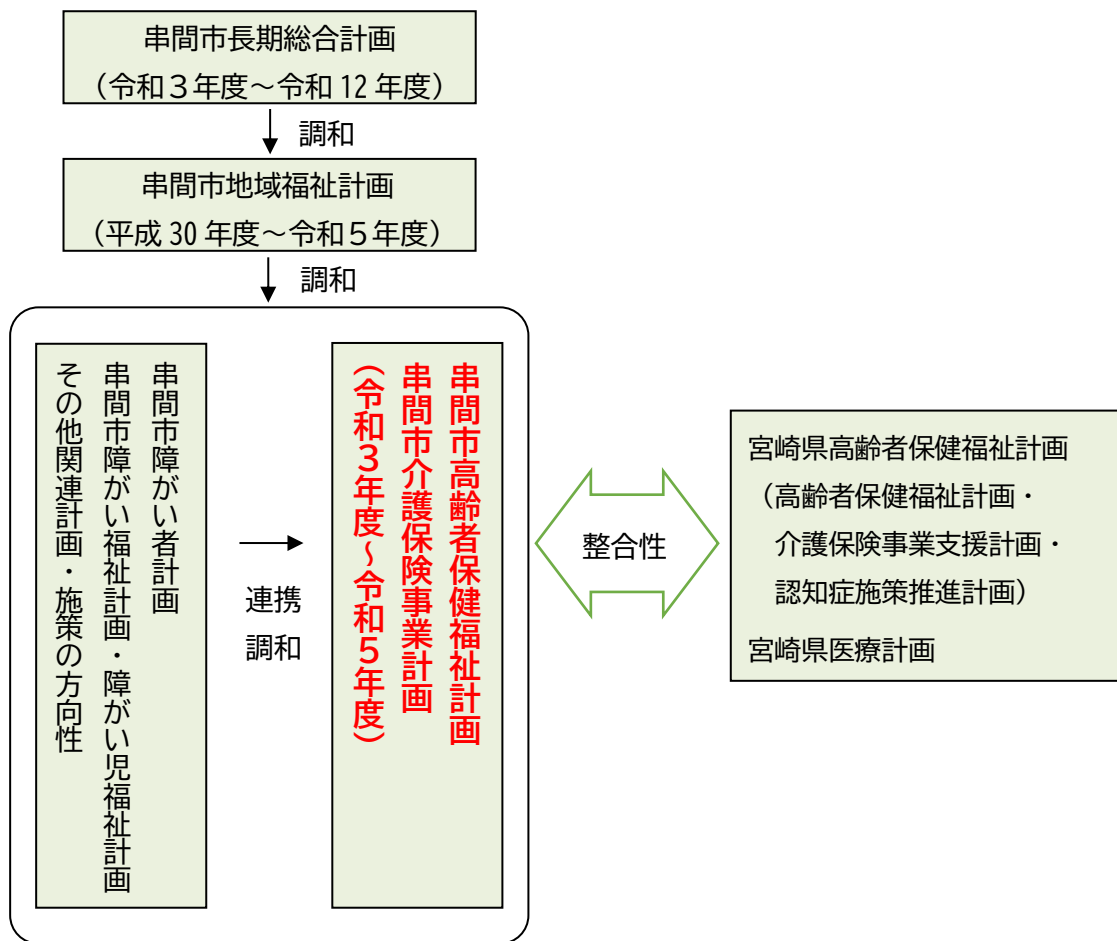 串間市長期総合計画
（令和３年度～令和 12 年度）
調和
串間市地域福祉計画
（平成 30 年度～令和５年度）
調和
串間市障がい者計画
串間市障がい福祉計画・障がい児福祉計画
その他関連計画・施策の方向性
連携
調和
串間市高齢者保健福祉計画
串間市介護保険事業計画
（令和３年度～令和５年度）
整合性
宮崎県高齢者保健福祉計画
（高齢者保健福祉計画・
介護保険事業支援計画・
認知症施策推進計画）
宮崎県医療計画